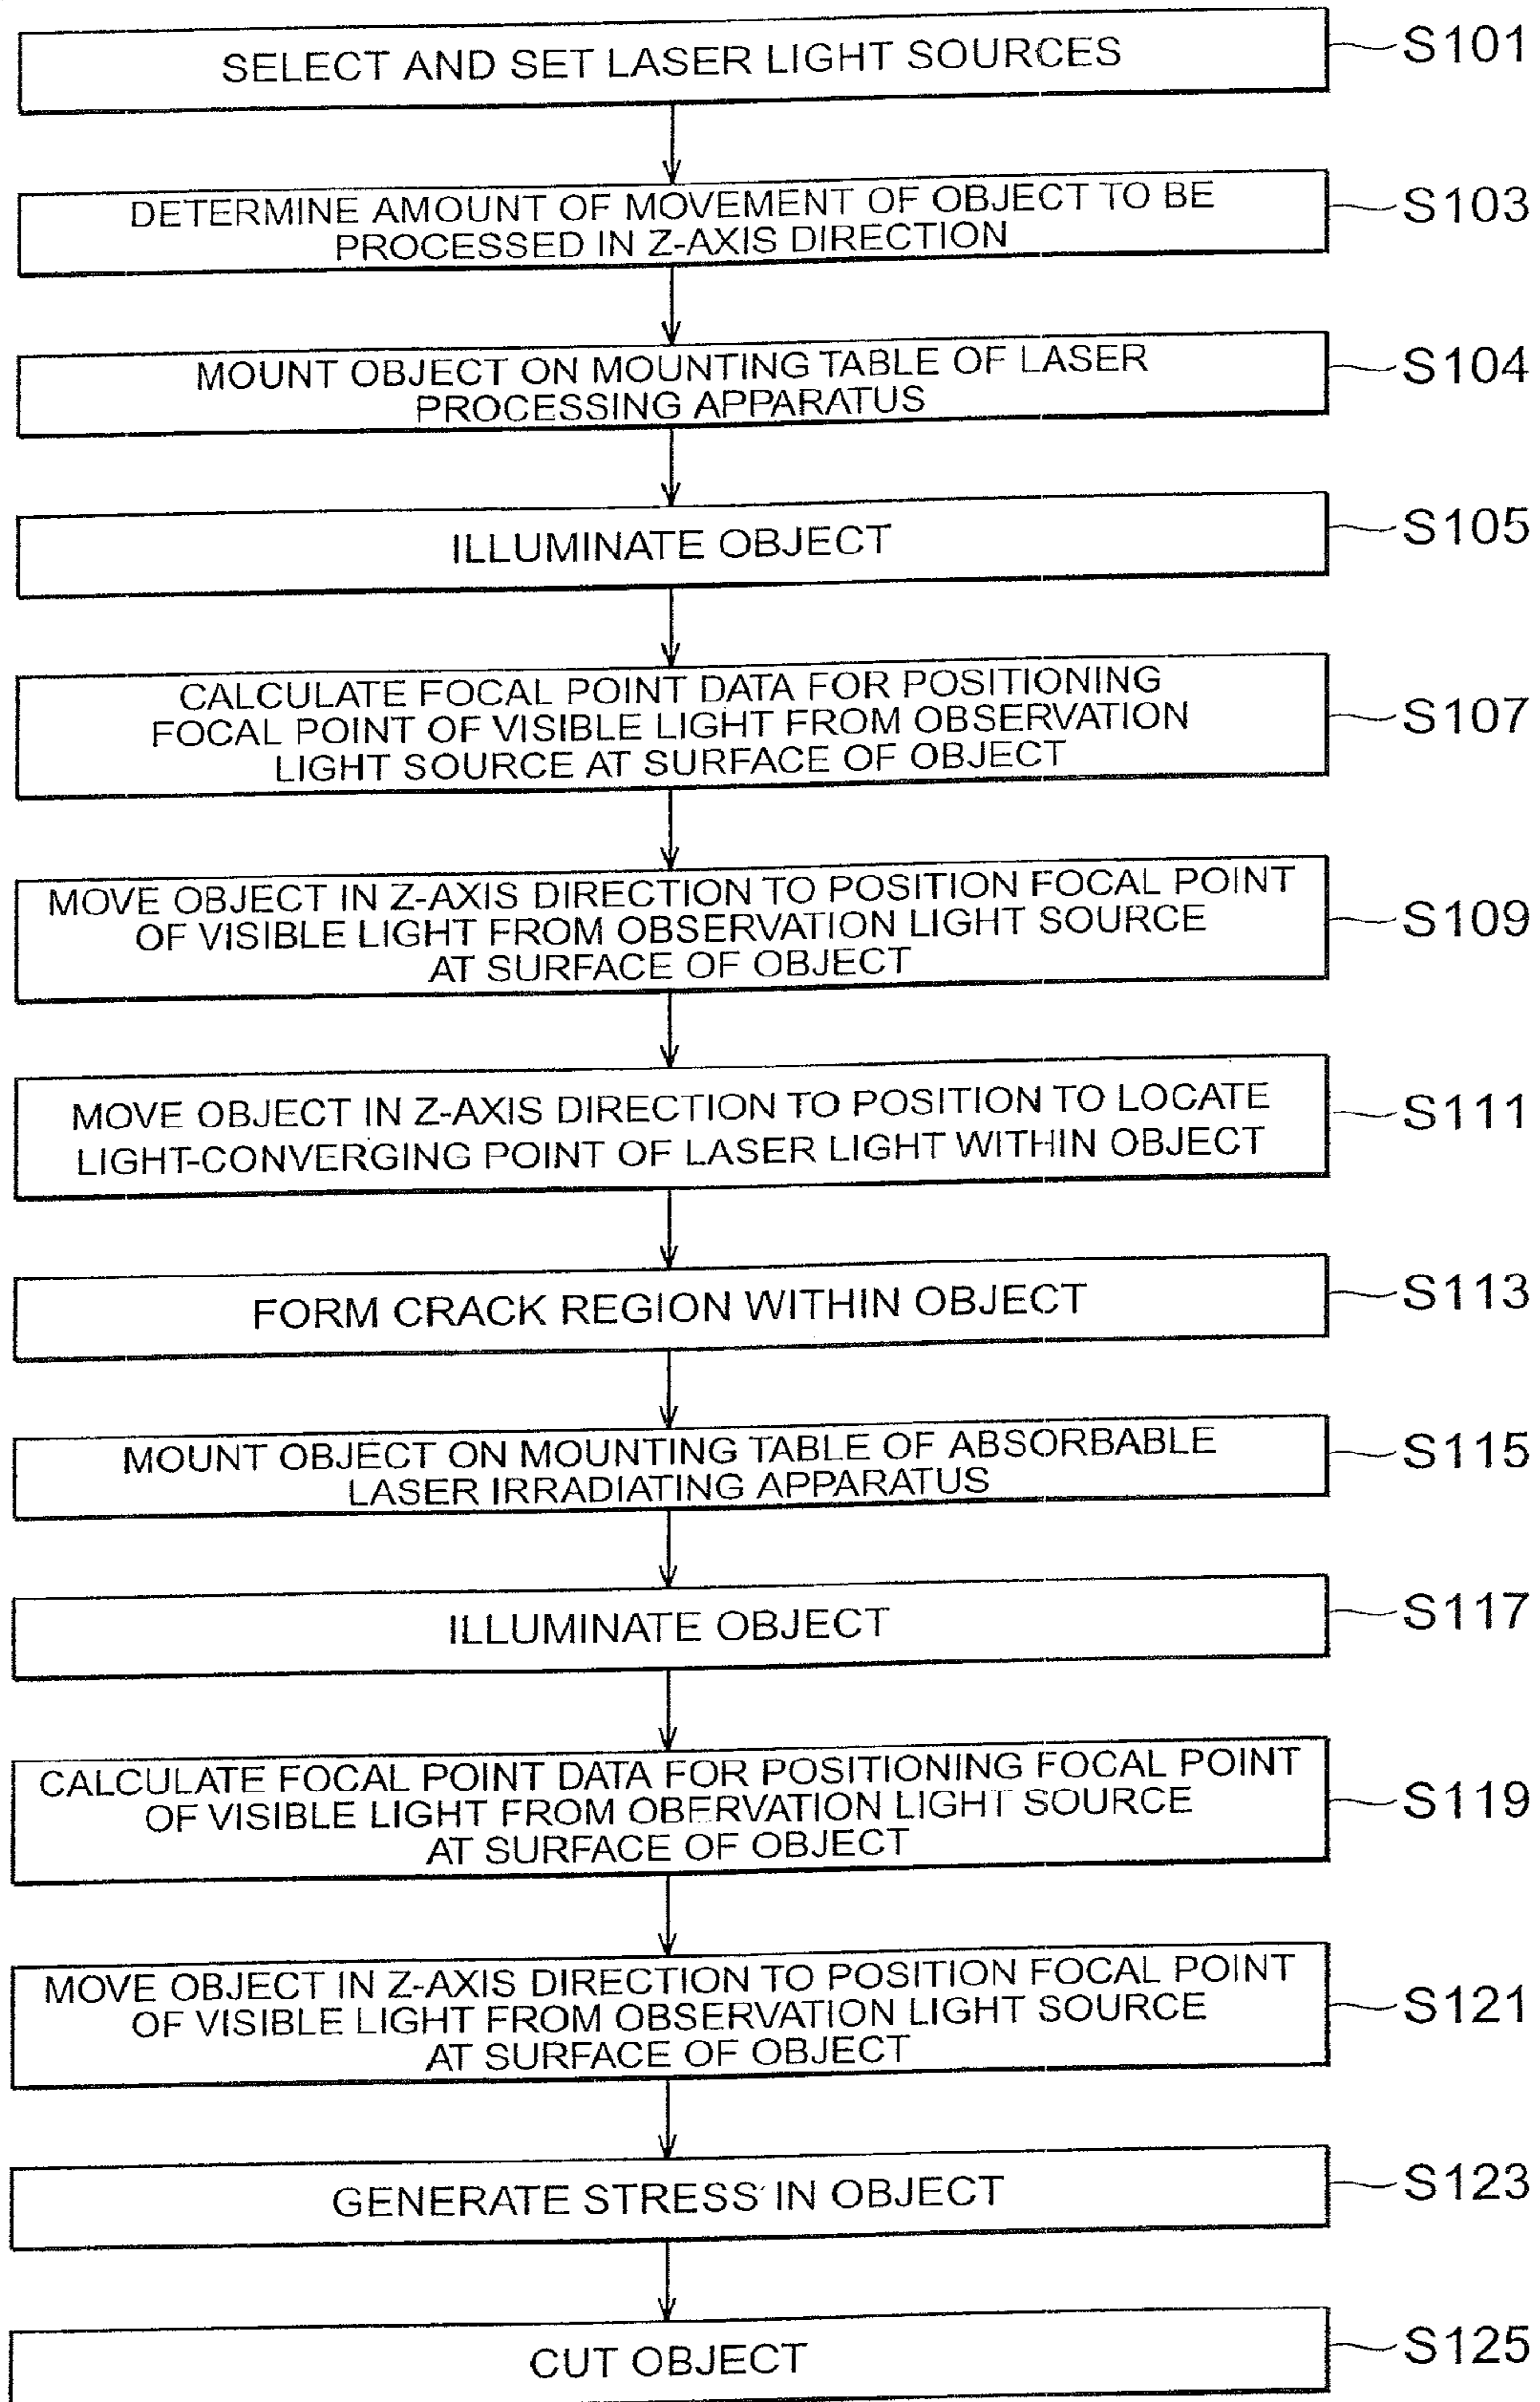 SELECT AND SET LASER LIGHT SOURCES
S101
DETERMINE AMOUNT OF MOVEMENT OF OBJECT TO BE
PROCESSED IN Z-AXIS DIRECTION
S103
MOUNT OBJECT ON MOUNTING TABLE OF LASER
PROCESSING APPARATUS
S104
ILLUMINATE OBJECT
S105
CALCULATE FOCAL POINT DATA FOR POSITIONING
FOCAL POINT OF VISIBLE LIGHT FROM OBSERVATION
LIGHT SOURCE AT SURFACE OF OBJECT
S107
MOVE OBJECT IN Z-AXIS DIRECTION TO POSITION FOCAL POINT
OF VISIBLE LIGHT FROM OBSERVATION LIGHT SOURCE
AT SURFACE OF OBJECT
S109
MOVE OBJECT IN Z-AXIS DIRECTION TO POSITION TO LOCATE
LIGHT-CONVERGING POINT OF LASER LIGHT WITHIN OBJECT
S111
FORM CRACK REGION WITHIN OBJECT
S113
MOUNT OBJECT ON MOUNTING TABLE OF ABSORBABLE
LASER IRRADIATING APPARATUS
S115
ILLUMINATE OBJECT
S117
CALCULATE FOCAL POINT DATA FOR POSITIONING FOCAL POINT
OF VISIBLE LIGHT FROM OBERVATION LIGHT SOURCE
AT SURFACE OF OBJECT
S119
MOVE OBJECT IN Z-AXIS DIRECTION TO POSITION FOCAL POINT
OF VISIBLE LIGHT FROM OBSERVATION LIGHT SOURCE
AT SURFACE OF OBJECT
S121
GENERATE STRESS IN OBJECT
S123
CUT OBJECT
S125